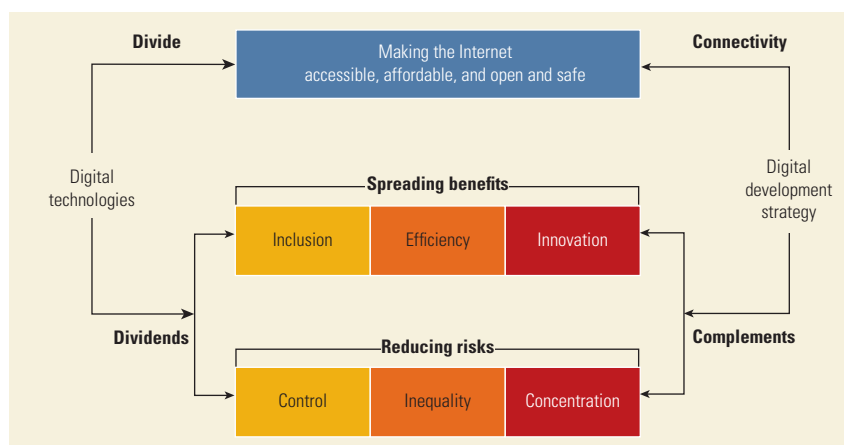 Divide
Making the Internet
accessible, affordable, and open and safe
Connectivity
Digital
technologies
Digital
development
strategy
Spreading benefits
Inclusion
Efficiency
Innovation
Dividends
Complements
Reducing risks
Control
Inequality
Concentration